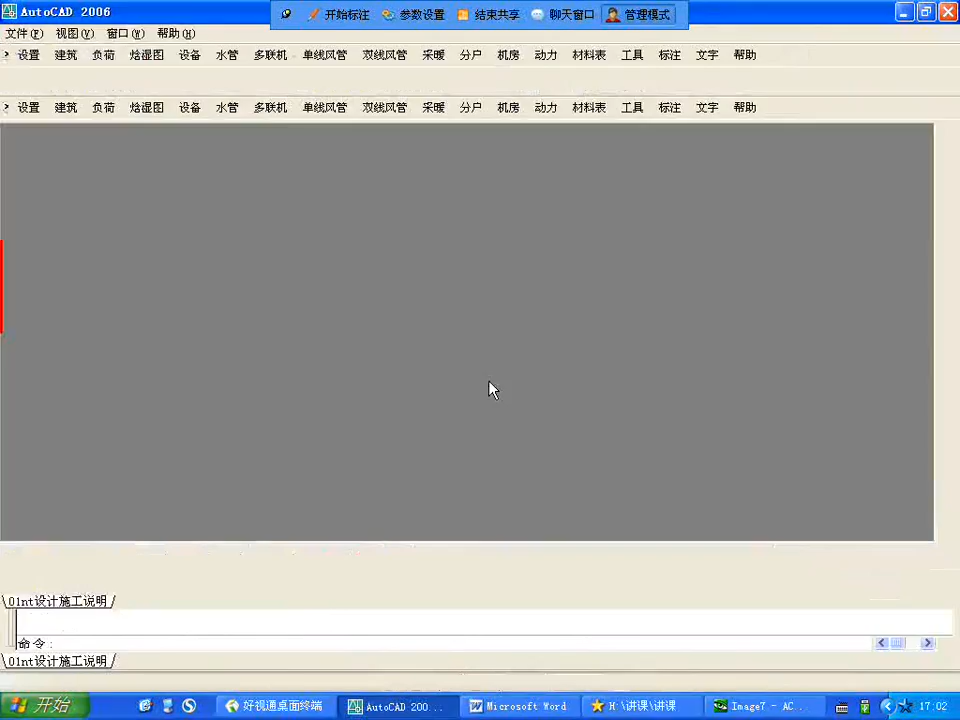 AutoCAD 2006
开始标注 参数设置 结束共享 聊天窗口 管理模式
文件(F) 视图(V) 窗口(W) 帮助(H)
设置 建筑 负荷 焓湿图 设备 水管 多联机 单线风管 双线风管 采暖 分户 机房 动力 材料表 工具 标注 文字 帮助
设置 建筑 负荷 焓湿图 设备 水管 多联机 单线风管 双线风管 采暖 分户 机房 动力 材料表 工具 标注 文字 帮助
\01nt设计施工说明/
命令:
\01nt设计施工说明/
开始 好视通桌面终端 AutoCAD 200... Microsoft Word H:\讲课\讲课 Image7 - AC... 17:02